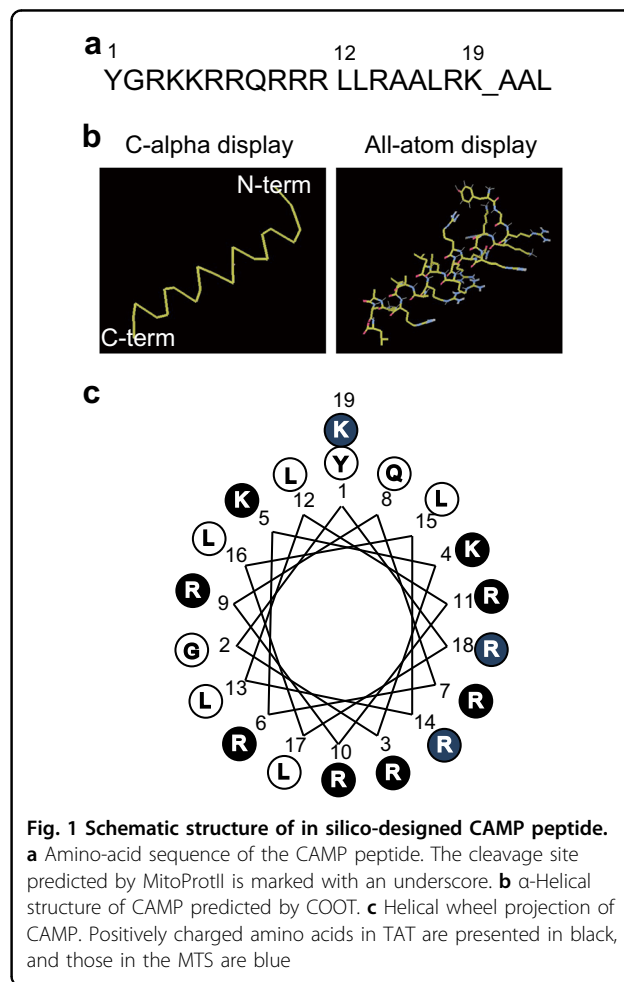 a
1 12 19
YGRKKRRQRRR LLRAALRK_AAL
b
C-alpha display All-atom display
N-term
C-term
c
19
K
Y
L Q
K L
1
12 8
5 15
L K
16 4
R R
9 11
G R
2 18
L R
13 7
R R
6 14
L R R
17 10 3
Fig. 1 Schematic structure of in silico-designed CAMP peptide.
a Amino-acid sequence of the CAMP peptide. The cleavage site
predicted by MitoProtII is marked with an underscore. b α-Helical
structure of CAMP predicted by COOT. c Helical wheel projection of
CAMP. Positively charged amino acids in TAT are presented in black,
and those in the MTS are blue